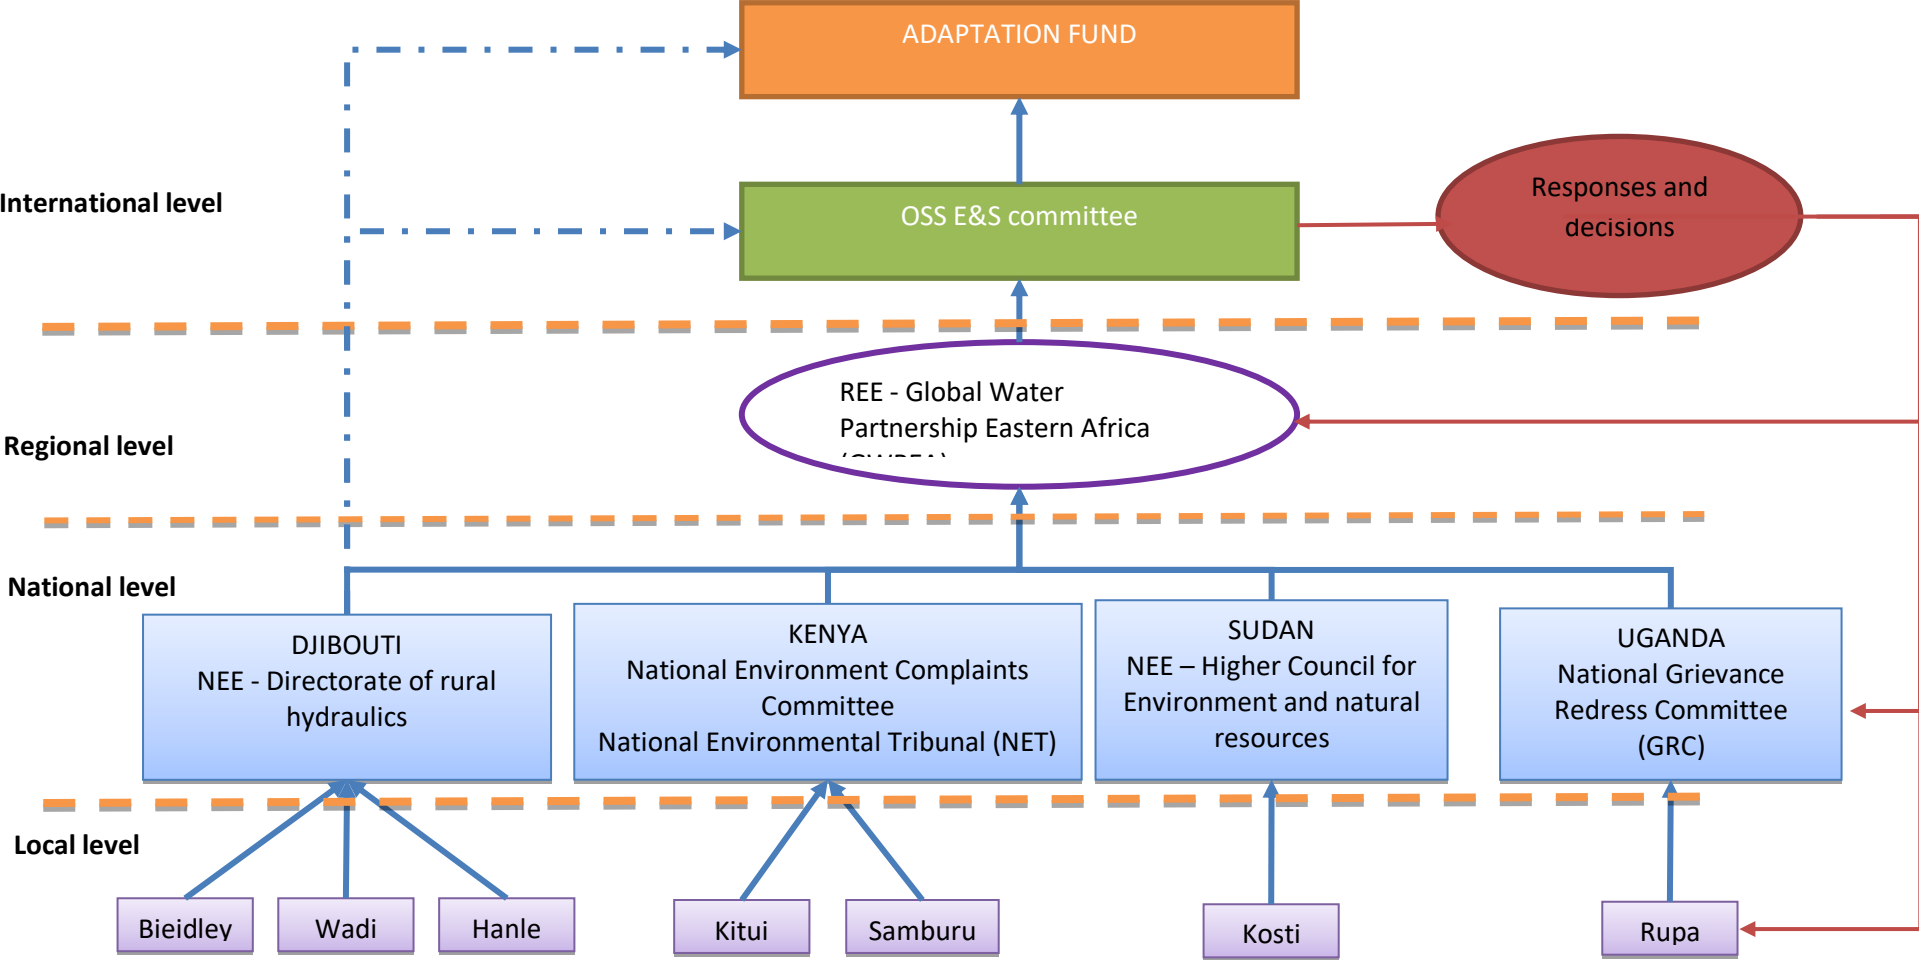 ADAPTATION FUND
International level
OSS E&S committee
Responses and
decisions
Regional level
REE - Global Water
Partnership Eastern Africa
National level
DJIBOUTI
NEE - Directorate of rural
hydraulics
KENYA
National Environment Complaints
Committee
National Environmental Tribunal (NET)
SUDAN
NEE – Higher Council for
Environment and natural
resources
UGANDA
National Grievance
Redress Committee
(GRC)
Local level
Bieidley
Wadi
Hanle
Kitui
Samburu
Kosti
Rupa